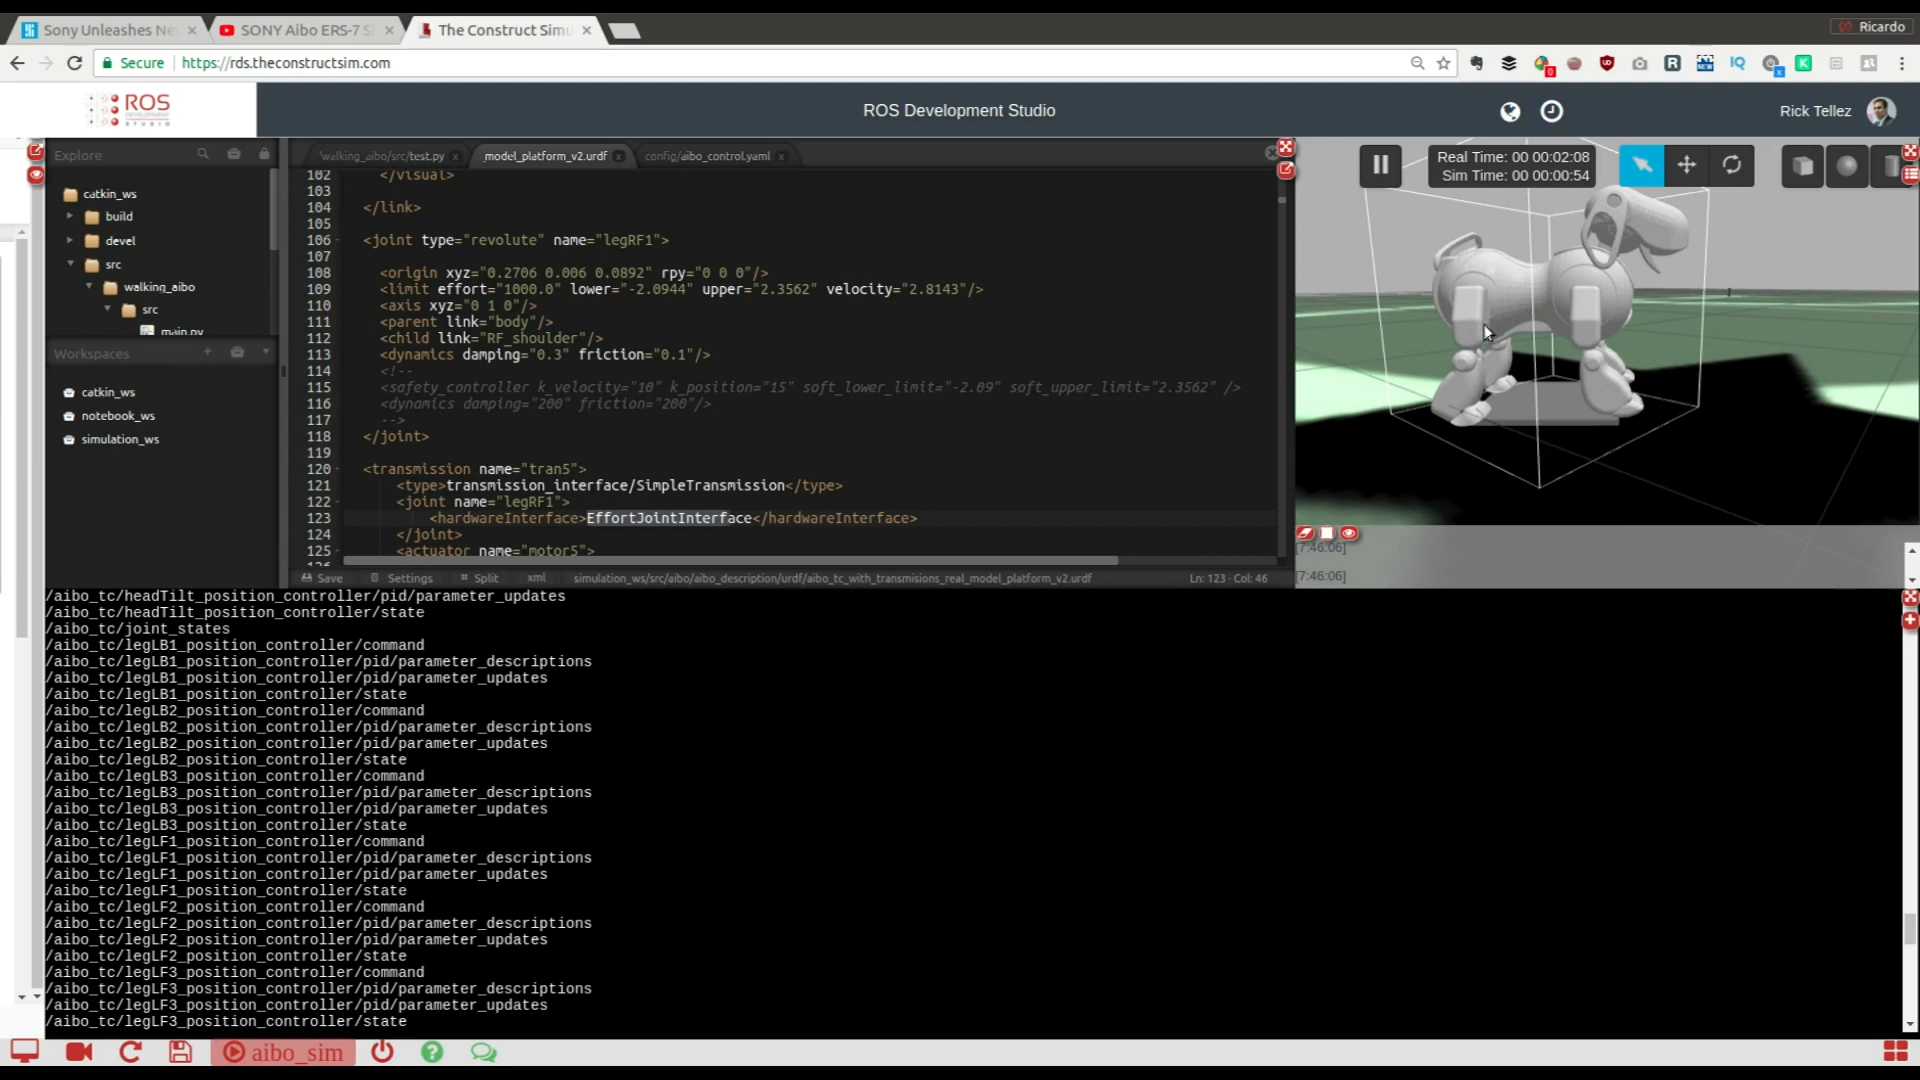 Sony Unleashes Ne
SONY Aibo ERS-7 S
The Construct Simu
Ricardo
Secure
https://rds.theconstructsim.com
ROS
DEVELOPMENT
STUDIO
ROS Development Studio
Rick Tellez
Explore
catkin_ws
build
devel
src
walking_aibo
src
main.py
Workspaces
catkin_ws
notebook_ws
simulation_ws
walking_aibo/src/test.py
model_platform_v2.urdf
config/aibo_control.yaml
102 </visual>
103
104 </link>
105
106 <joint type="revolute" name="legRF1">
107
108 <origin xyz="0.2706 0.006 0.0892" rpy="0 0 0"/>
109 <limit effort="1000.0" lower="-2.0944" upper="2.3562" velocity="2.8143"/>
110 <axis xyz="0 1 0"/>
111 <parent link="body"/>
112 <child link="RF_shoulder"/>
113 <dynamics damping="0.3" friction="0.1"/>
114 <!--
115 <safety_controller k_velocity="10" k_position="15" soft_lower_limit="-2.09" soft_upper_limit="2.3562" />
116 <dynamics damping="200" friction="200"/>
117 -->
118 </joint>
119
120 <transmission name="tran5">
121 <type>transmission_interface/SimpleTransmission</type>
122 <joint name="legRF1">
123 <hardwareInterface>EffortJointInterface</hardwareInterface>
124 </joint>
125 <actuator name="motor5">
Save
Settings
Split
xml
simulation_ws/src/aibo/aibo_description/urdf/aibo_tc_with_transmisions_real_model_platform_v2.urdf
Ln: 123 · Col: 46
Real Time: 00 00:02:08
Sim Time: 00 00:00:54
[7:46:06]
[7:46:06]
/aibo_tc/headTilt_position_controller/pid/parameter_updates
/aibo_tc/headTilt_position_controller/state
/aibo_tc/joint_states
/aibo_tc/legLB1_position_controller/command
/aibo_tc/legLB1_position_controller/pid/parameter_descriptions
/aibo_tc/legLB1_position_controller/pid/parameter_updates
/aibo_tc/legLB1_position_controller/state
/aibo_tc/legLB2_position_controller/command
/aibo_tc/legLB2_position_controller/pid/parameter_descriptions
/aibo_tc/legLB2_position_controller/pid/parameter_updates
/aibo_tc/legLB2_position_controller/state
/aibo_tc/legLB3_position_controller/command
/aibo_tc/legLB3_position_controller/pid/parameter_descriptions
/aibo_tc/legLB3_position_controller/pid/parameter_updates
/aibo_tc/legLB3_position_controller/state
/aibo_tc/legLF1_position_controller/command
/aibo_tc/legLF1_position_controller/pid/parameter_descriptions
/aibo_tc/legLF1_position_controller/pid/parameter_updates
/aibo_tc/legLF1_position_controller/state
/aibo_tc/legLF2_position_controller/command
/aibo_tc/legLF2_position_controller/pid/parameter_descriptions
/aibo_tc/legLF2_position_controller/pid/parameter_updates
/aibo_tc/legLF2_position_controller/state
/aibo_tc/legLF3_position_controller/command
/aibo_tc/legLF3_position_controller/pid/parameter_descriptions
/aibo_tc/legLF3_position_controller/pid/parameter_updates
/aibo_tc/legLF3_position_controller/state
aibo_sim